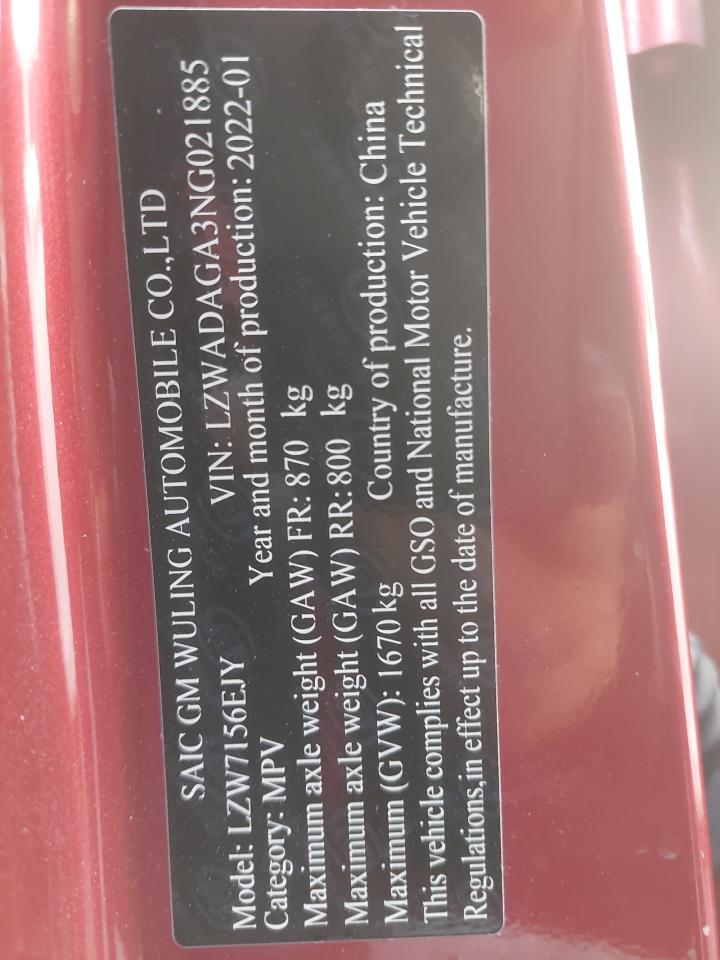 SAIC GM WULING AUTOMOBILE CO.,LTD
Model: LZW7156EJY VIN: LZWADAGA3NG021885
Category: MPV Year and month of production: 2022-01
Maximum axle weight (GAW) FR: 870 kg
Maximum axle weight (GAW) RR: 800 kg
Maximum (GVW): 1670 kg Country of production: China
This vehicle complies with all GSO and National Motor Vehicle Technical
Regulations,in effect up to the date of manufacture.